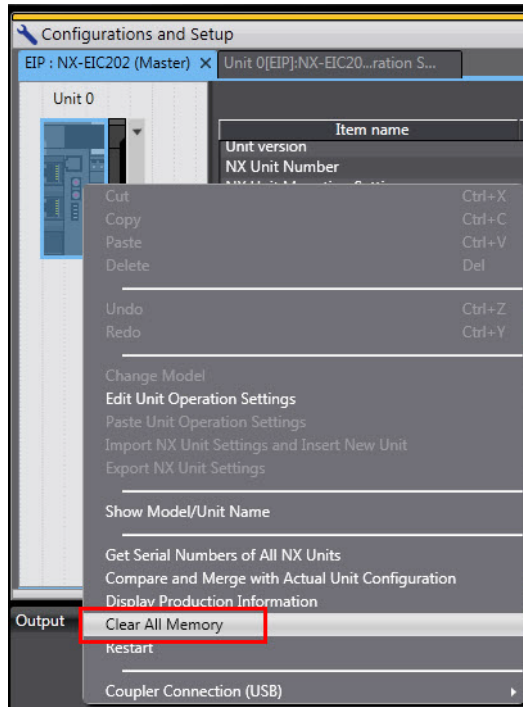 Configurations and Setup
EIP : NX-EIC202 (Master) × Unit 0[EIP]:NX-EIC20...ration S...
Unit 0
Item name
Unit version
NX Unit Number
Cut Ctrl+X
Copy Ctrl+C
Paste Ctrl+V
Delete Del
Undo Ctrl+Z
Redo Ctrl+Y
Change Model
Edit Unit Operation Settings
Paste Unit Operation Settings
Import NX Unit Settings and Insert New Unit
Export NX Unit Settings
Show Model/Unit Name
Get Serial Numbers of All NX Units
Compare and Merge with Actual Unit Configuration
Display Production Information
Output
Clear All Memory
Restart
Coupler Connection (USB)